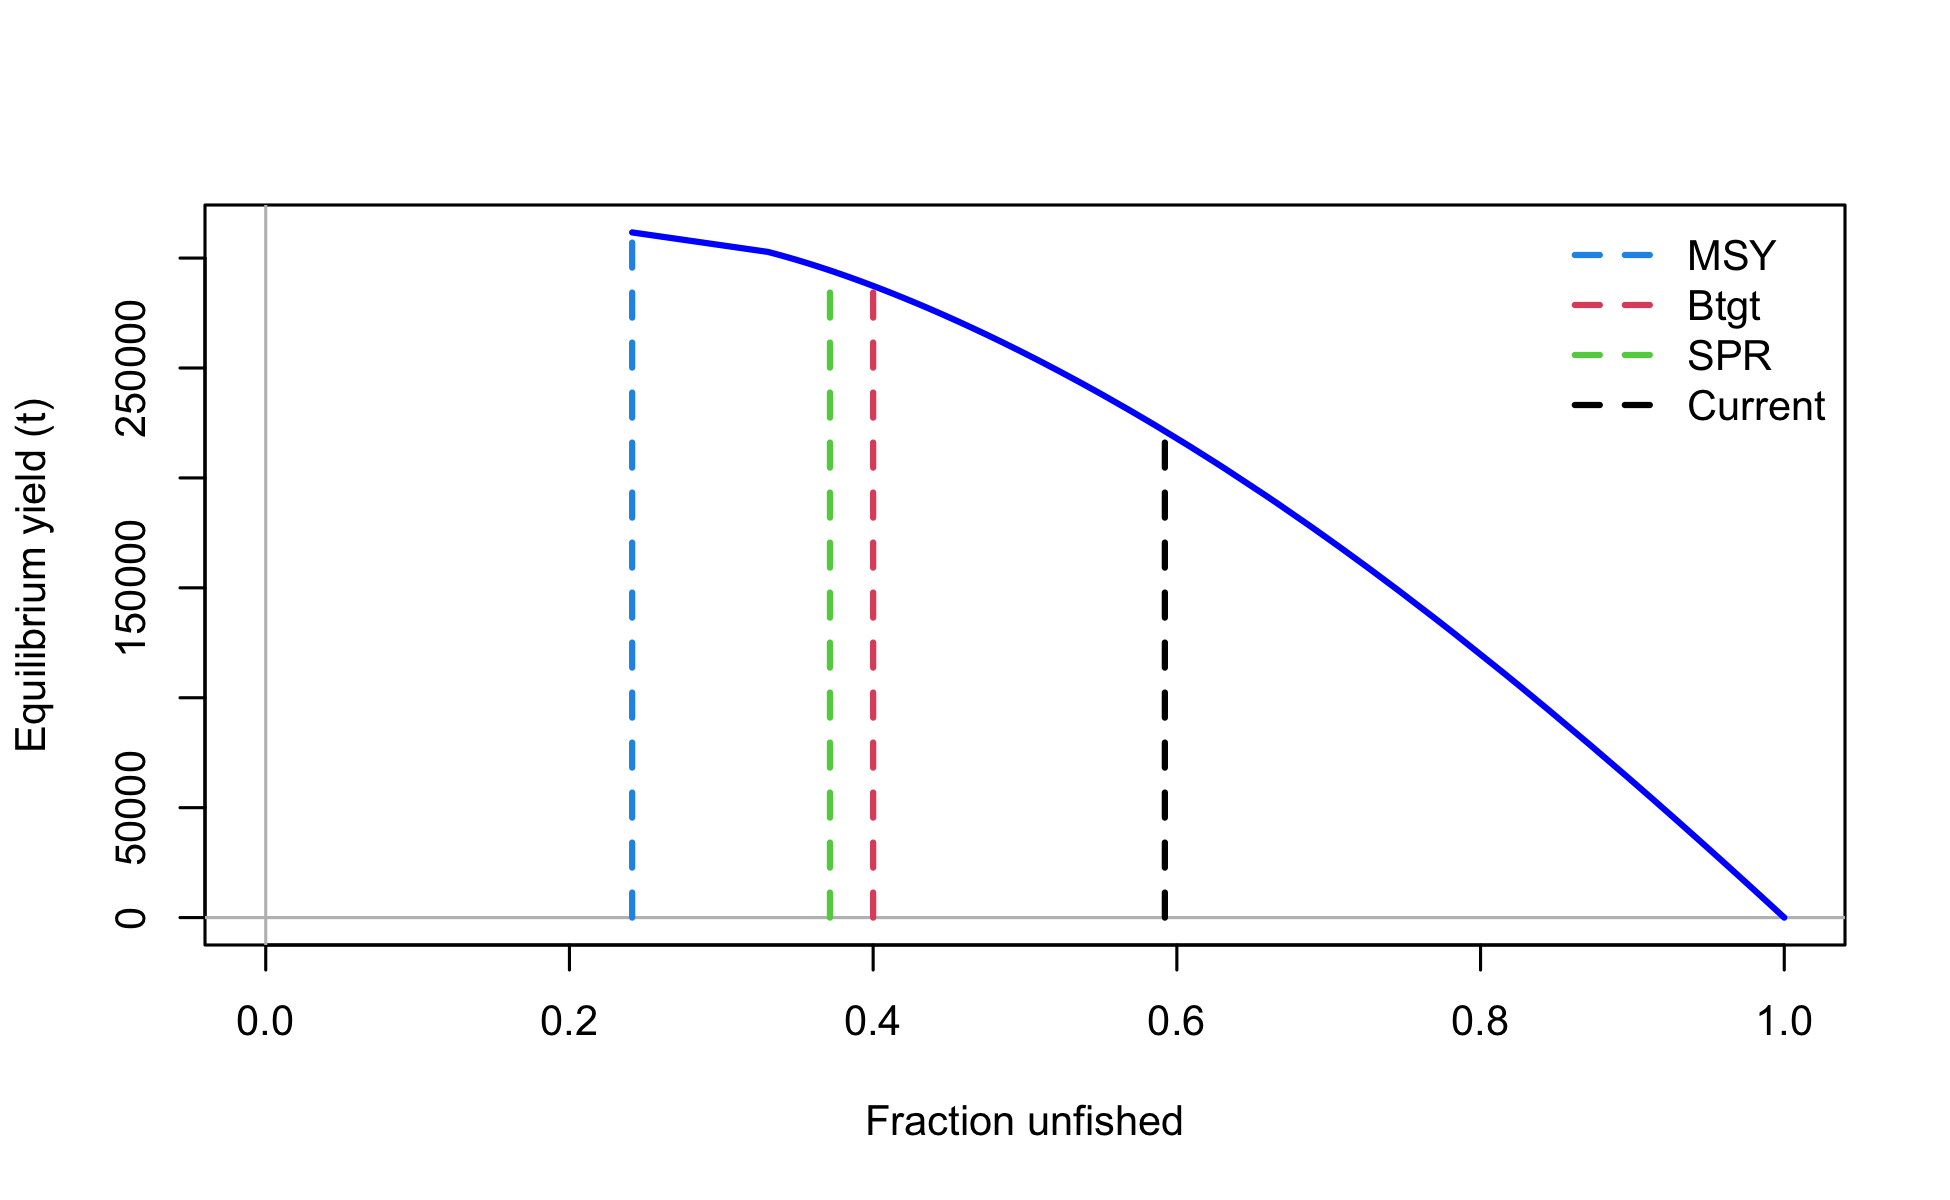 MSY
Btgt
SPR
Current
Equilibrium yield (t)
250000
150000
50000
0
0.0 0.2 0.4 0.6 0.8 1.0
Fraction unfished